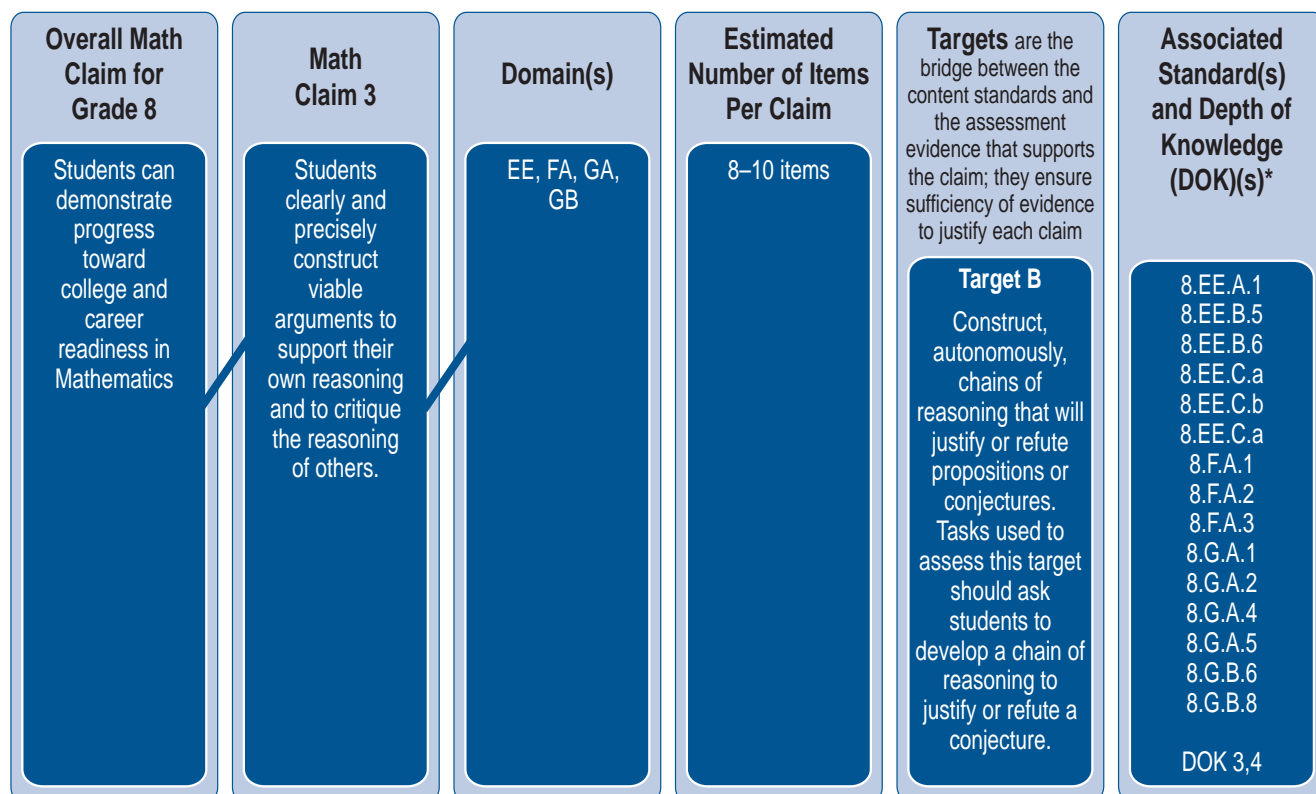 Overall Math
Claim for
Grade 8
Students can
demonstrate
progress
toward
college and
career
readiness in
Mathematics
Math
Claim 3
Students
clearly and
precisely
construct
viable
arguments to
support their
own reasoning
and to critique
the reasoning
of others.
Domain(s)
EE, FA, GA,
GB
Estimated
Number of Items
Per Claim
8–10 items
Targets are the
bridge between the
content standards and
the assessment
evidence that supports
the claim; they ensure
sufficiency of evidence
to justify each claim
Target B
Construct,
autonomously,
chains of
reasoning that will
justify or refute
propositions or
conjectures.
Tasks used to
assess this target
should ask
students to
develop a chain of
reasoning to
justify or refute a
conjecture.
Associated
Standard(s)
and Depth of
Knowledge
(DOK)(s)*
8.EE.A.1
8.EE.B.5
8.EE.B.6
8.EE.C.a
8.EE.C.b
8.EE.C.a
8.F.A.1
8.F.A.2
8.F.A.3
8.G.A.1
8.G.A.2
8.G.A.4
8.G.A.5
8.G.B.6
8.G.B.8
DOK 3,4